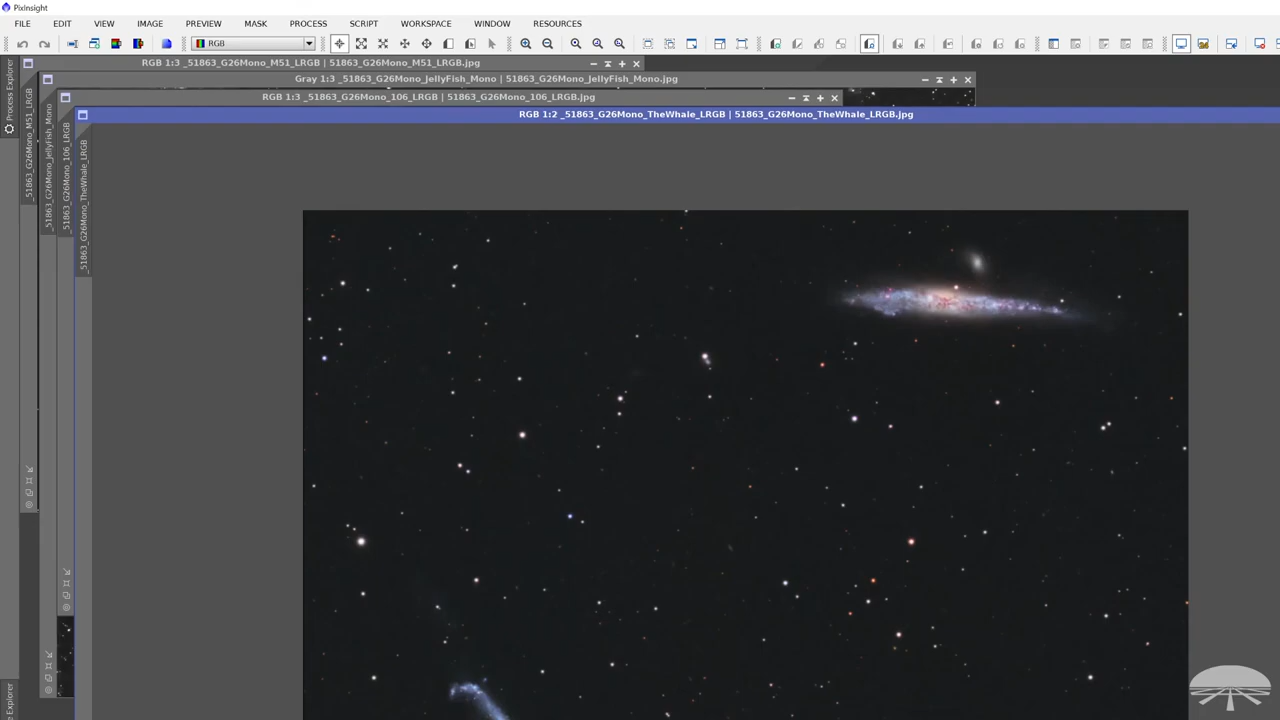 PixInsight
FILE EDIT VIEW IMAGE PREVIEW MASK PROCESS SCRIPT WORKSPACE WINDOW RESOURCES
RGB
RGB 1:3 _51863_G26Mono_M51_LRGB | 51863_G26Mono_M51_LRGB.jpg
Gray 1:3 _51863_G26Mono_JellyFish_Mono | 51863_G26Mono_JellyFish_Mono.jpg
RGB 1:3 _51863_G26Mono_106_LRGB | 51863_G26Mono_106_LRGB.jpg
RGB 1:2 _51863_G26Mono_TheWhale_LRGB | 51863_G26Mono_TheWhale_LRGB.jpg
Process Explorer
_51863_G26Mono_M51_LRGB
_51863_G26Mono_JellyFish_Mono
_51863_G26Mono_106_LRGB
_51863_G26Mono_TheWhale_LRGB